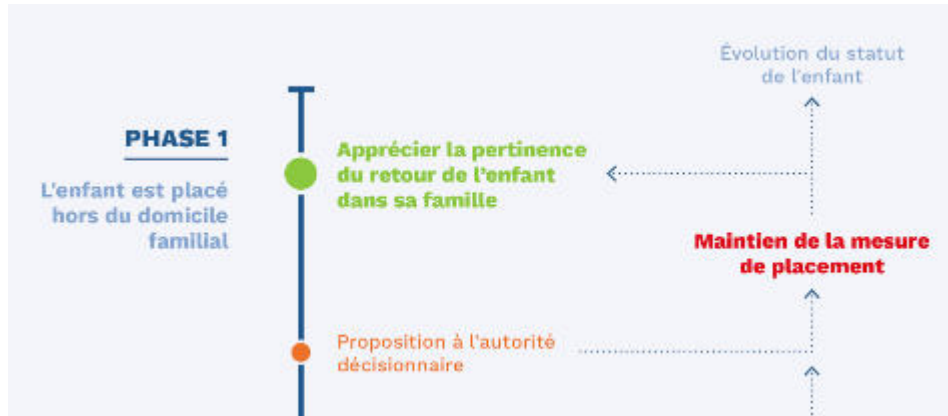 Évolution du statut
de l'enfant
PHASE 1
L'enfant est placé
hors du domicile
familial
Apprécier la pertinence
du retour de l'enfant
dans sa famille
Maintien de la mesure
de placement
Proposition à l'autorité
décisionnaire